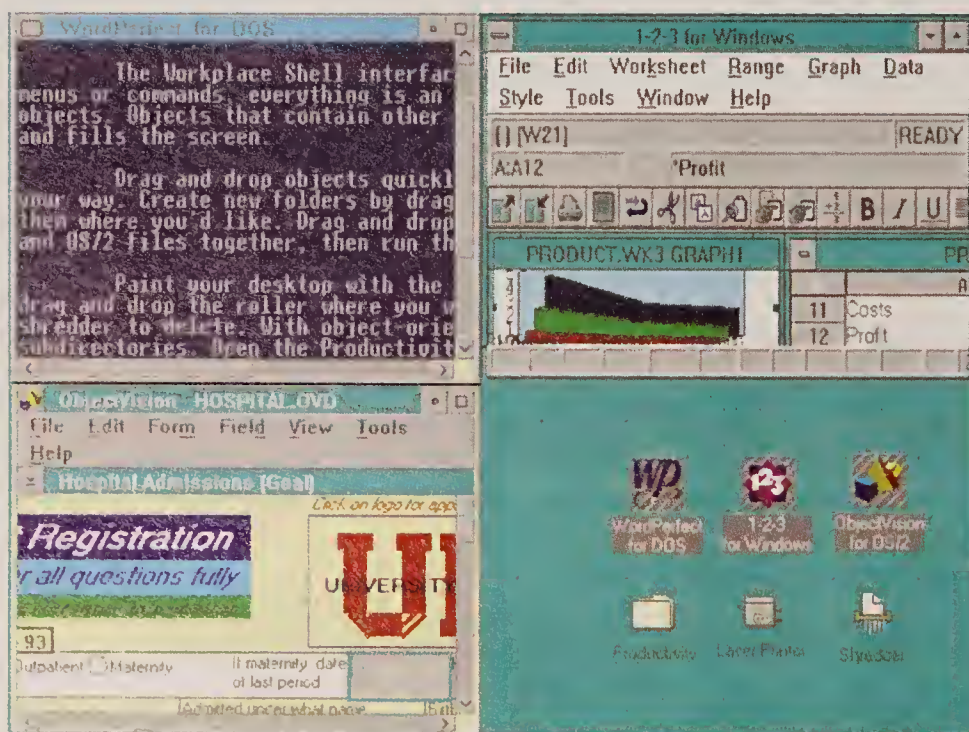 WordPerfect for DOS
The Workplace Shell interfac
menus or commands, everything is an
objects. Objects that contain other
and fills the screen.
Drag and drop objects quickl
your way. Create new folders by drag
them where you'd like. Drag and drop
and OS/2 files together, then run th
Paint your desktop with the
drag and drop the roller where you w
shredder to delete. With object-orie
subdirectories. Open the Productivit
1-2-3 for Windows
File Edit Worksheet Range Graph Data
Style Tools Window Help
{} [W21] READY
A:A12 "Profit
B I U
PRODUCT.WK3 GRAPH1
PR
A
11 Costs
12 Profit
ObjectVision HOSPITAL.OVD
File Edit Form Field View Tools
Help
Hospital Admissions [Goal]
Click on logo for app
Registration
r all questions fully
UNIVERSITY
93
Outpatient Maternity
If maternity, date
of last period
Admitted under what name
WP
WordPerfect
for DOS
123
1-2-3
for Windows
ObjectVision
for OS/2
Productivity
Laser Printer
Shredder